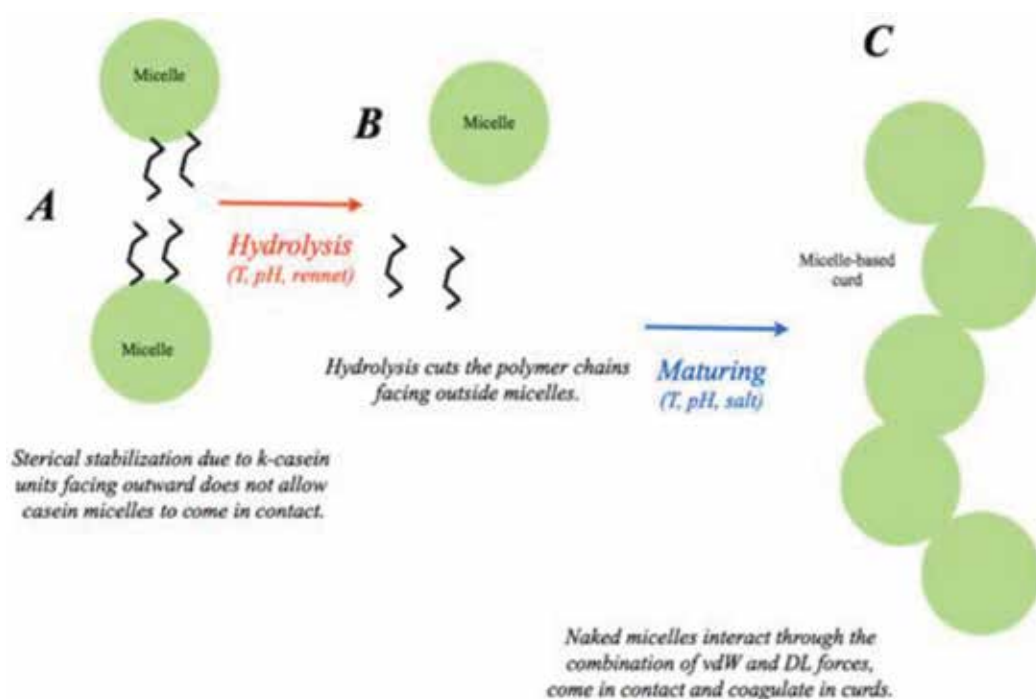 A
Micelle
Micelle
Sterical stabilization due to k-casein
units facing outward does not allow
casein micelles to come in contact.
Hydrolysis
(T, pH, rennet)
B
Micelle
Hydrolysis cuts the polymer chains
facing outside micelles.
Maturing
(T, pH, salt)
C
Micelle-based
curd
Naked micelles interact through the
combination of vdW and DL forces,
come in contact and coagulate in curds.